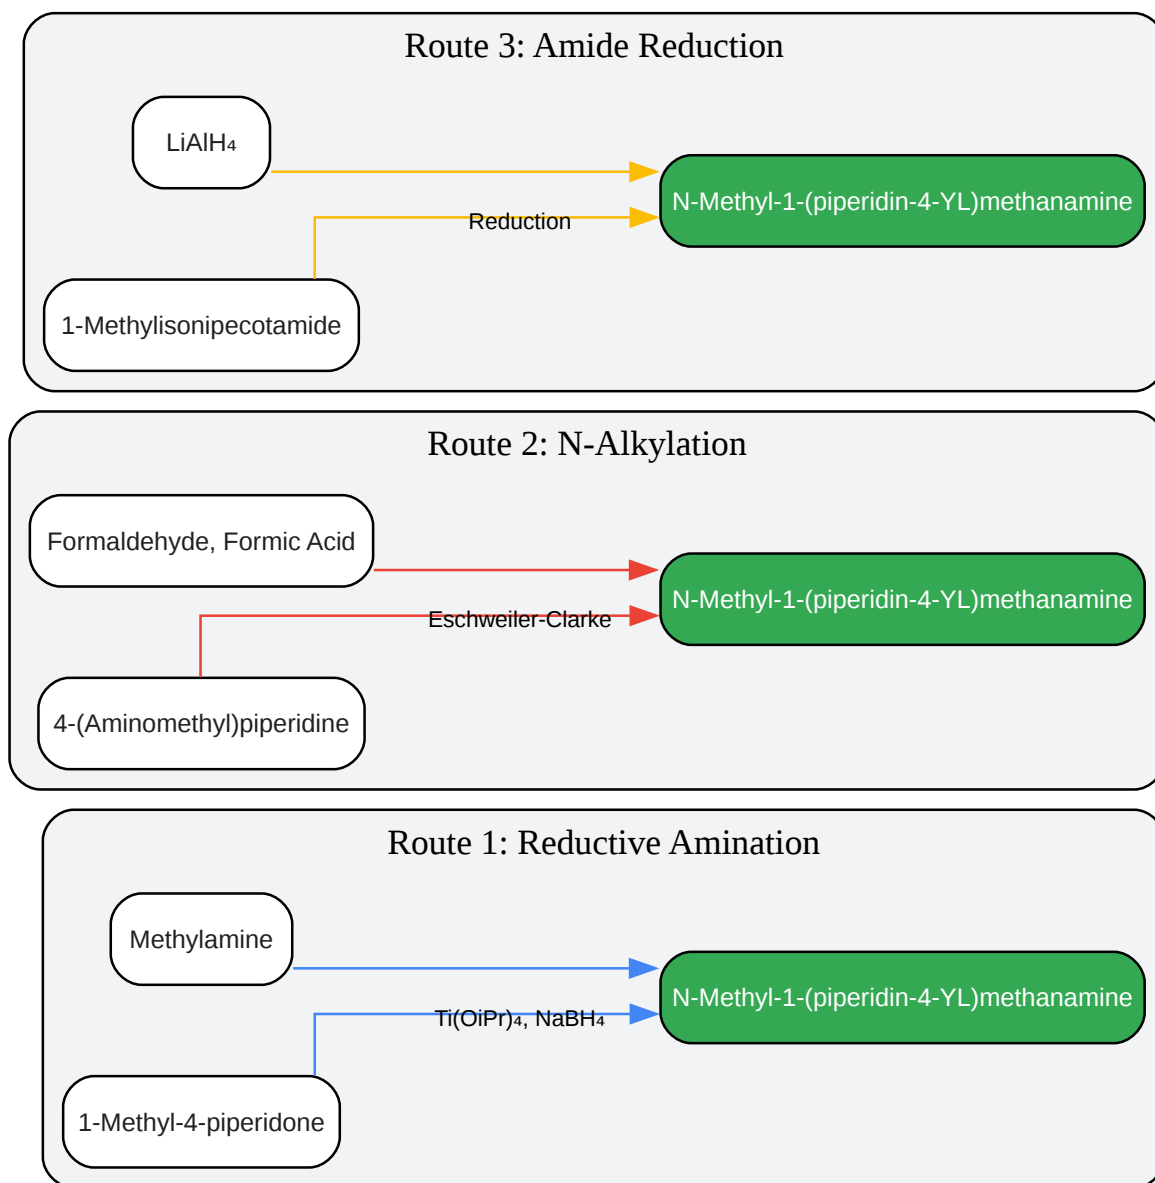 Route 3: Amide Reduction
LiAlH₄
N-Methyl-1-(piperidin-4-YL)methanamine
Reduction
1-Methylisonipecotamide
Route 2: N-Alkylation
Formaldehyde, Formic Acid
N-Methyl-1-(piperidin-4-YL)methanamine
Eschweiler-Clarke
4-(Aminomethyl)piperidine
Route 1: Reductive Amination
Methylamine
N-Methyl-1-(piperidin-4-YL)methanamine
Ti(OiPr)₄, NaBH₄
1-Methyl-4-piperidone